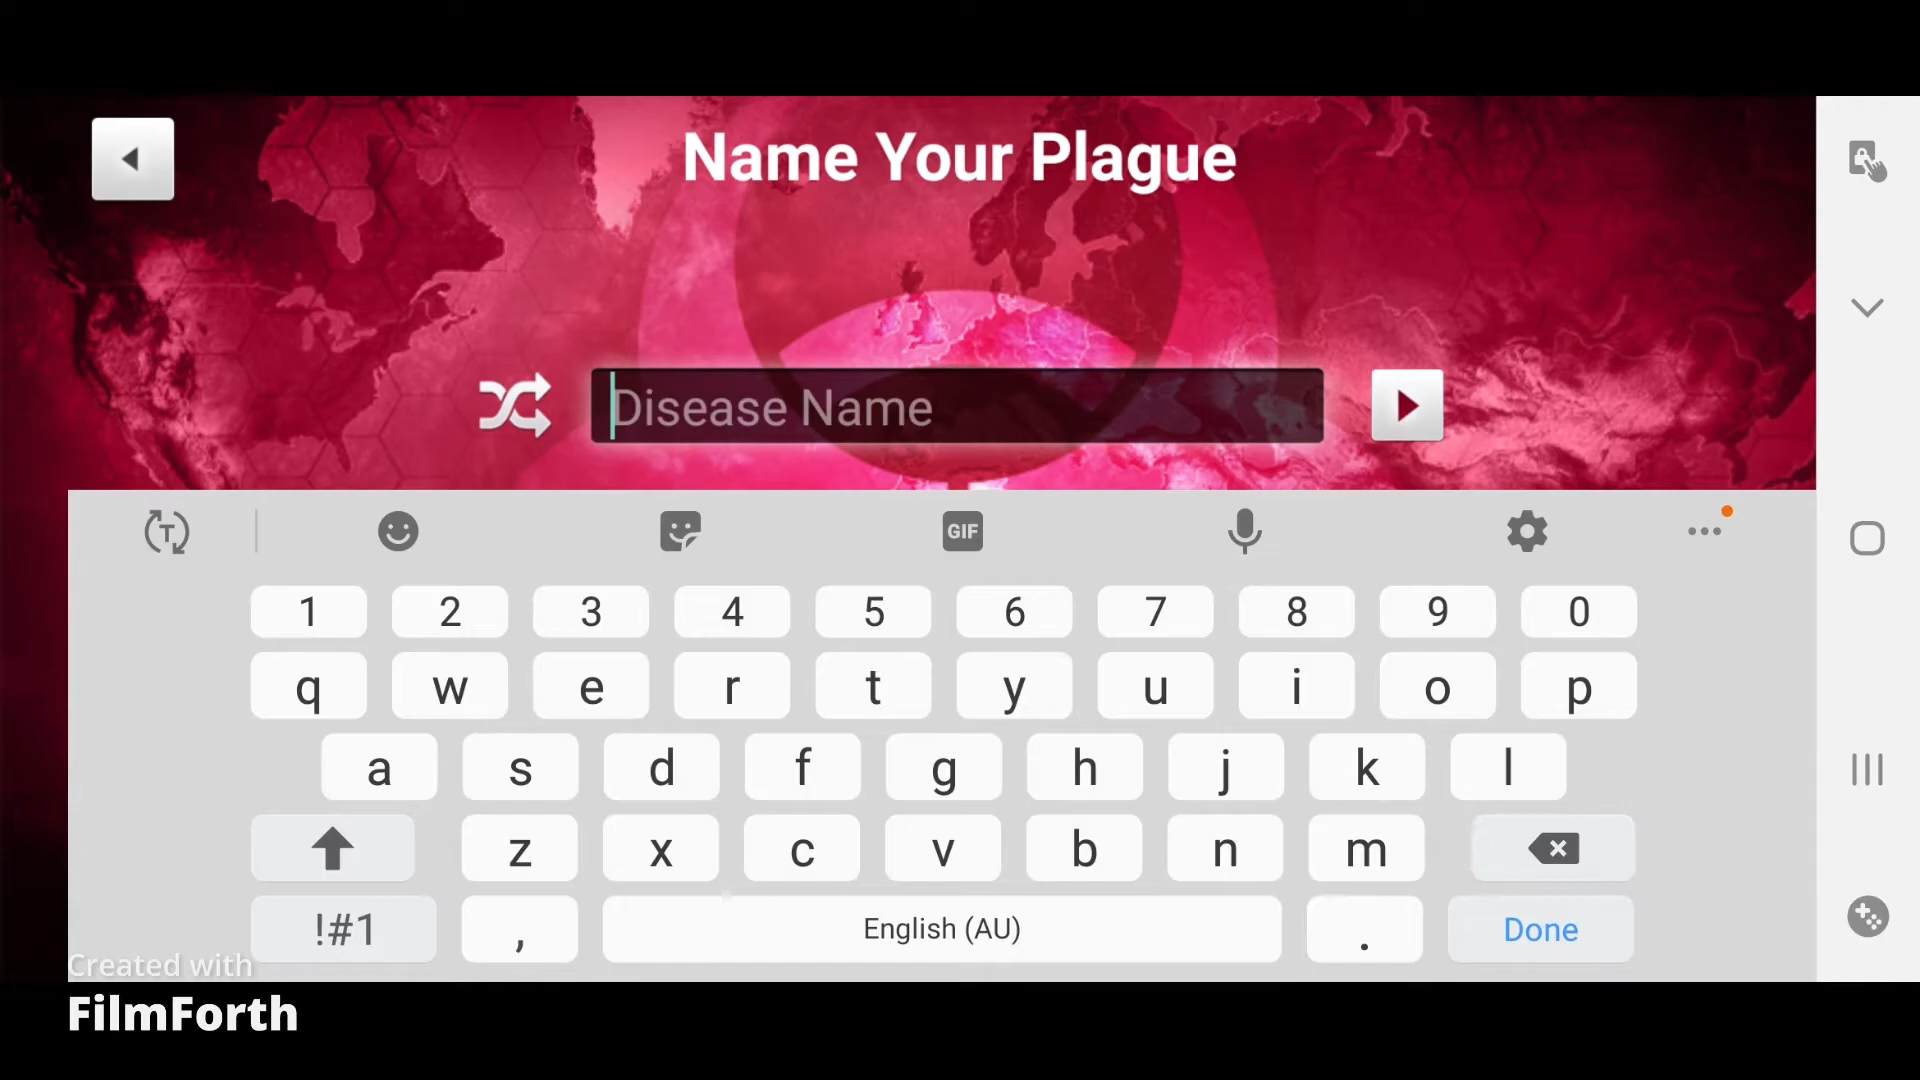 Name Your Plague
Disease Name
T
GIF
1 2 3 4 5 6 7 8 9 0
q w e r t y u i o p
a s d f g h j k l
z x c v b n m
!#1 , English (AU) . Done
Created with
FilmForth